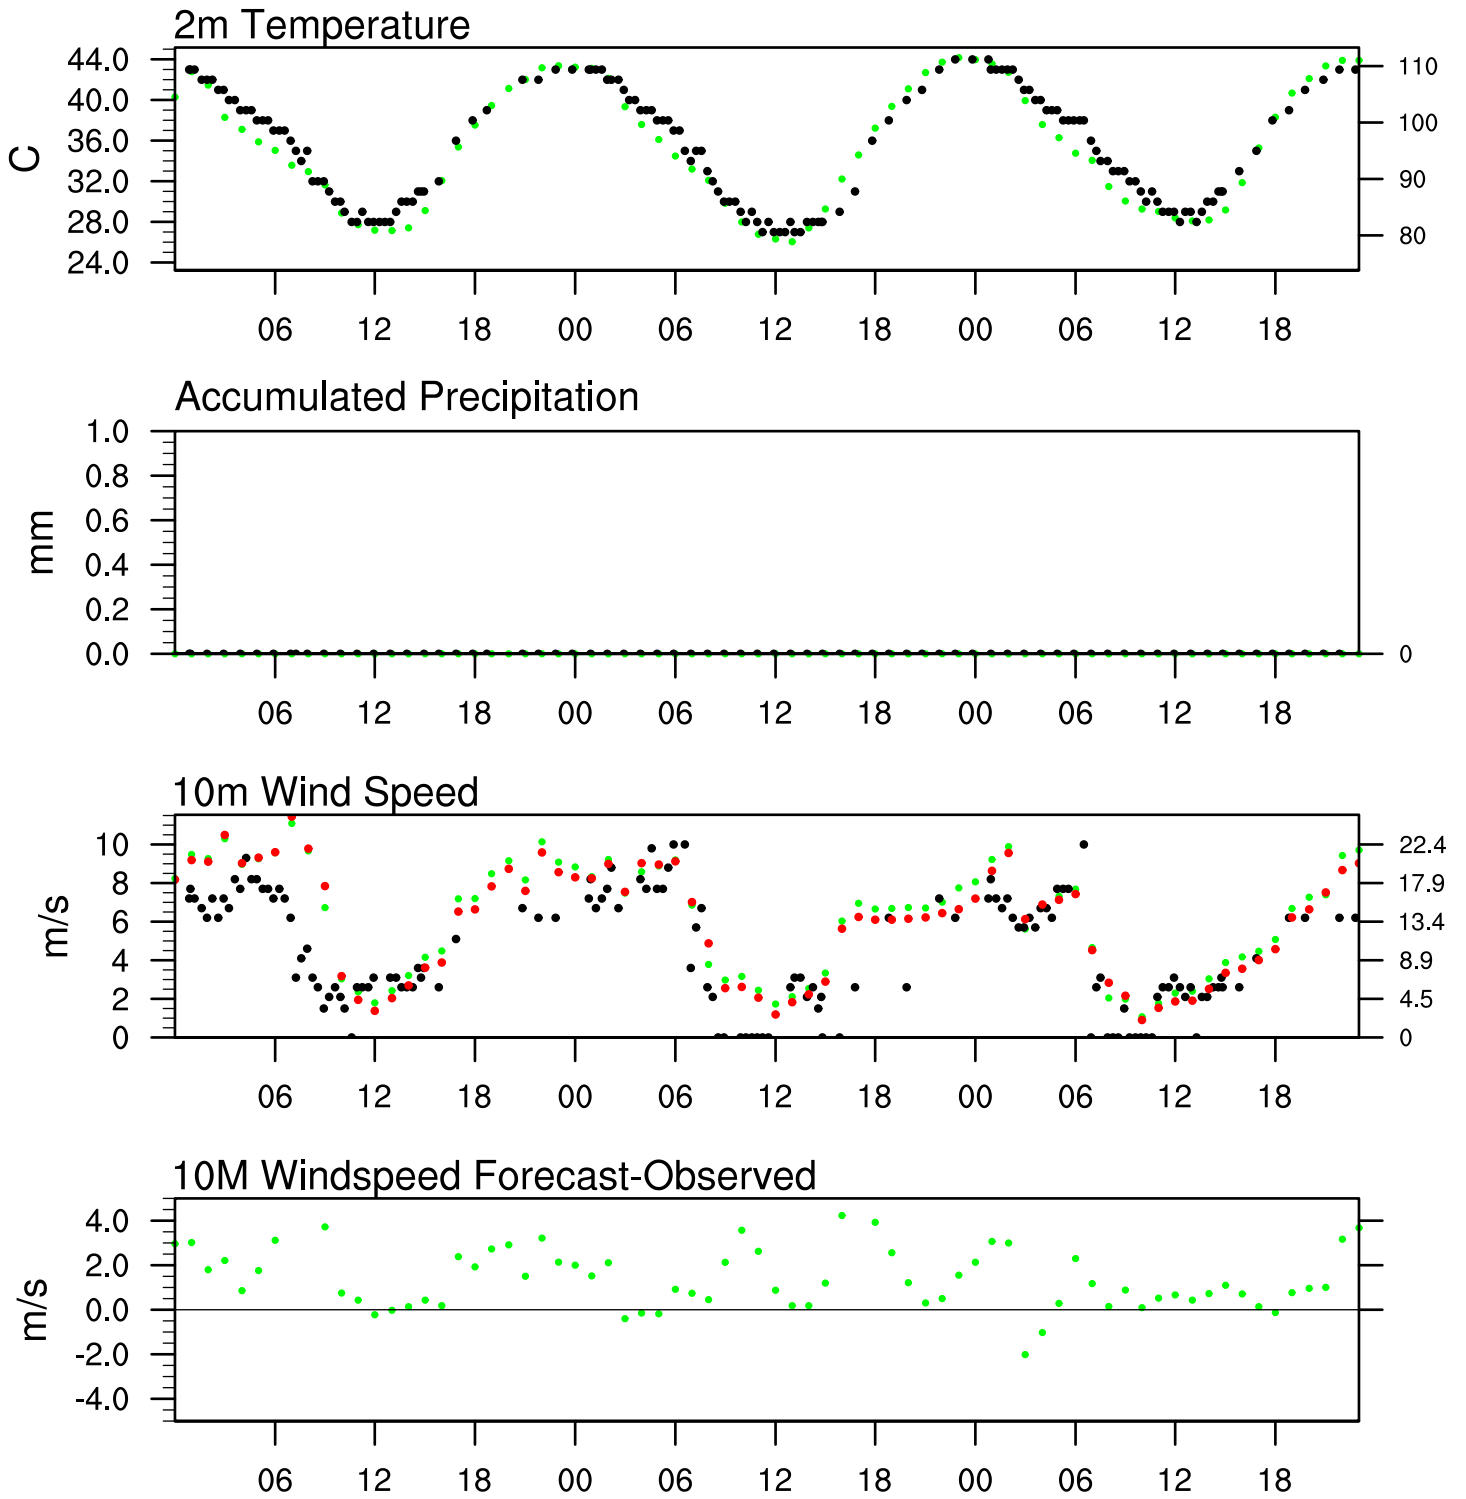 2m Temperature
44.0
40.0
36.0
32.0
28.0
24.0
C
110
100
90
80
06 12 18 00 06 12 18 00 06 12 18
Accumulated Precipitation
1.0
0.8
0.6
0.4
0.2
0.0
mm
0
06 12 18 00 06 12 18 00 06 12 18
10m Wind Speed
10
8
6
4
2
0
m/s
22.4
17.9
13.4
8.9
4.5
0
06 12 18 00 06 12 18 00 06 12 18
10M Windspeed Forecast-Observed
4.0
2.0
0.0
-2.0
-4.0
m/s
06 12 18 00 06 12 18 00 06 12 18